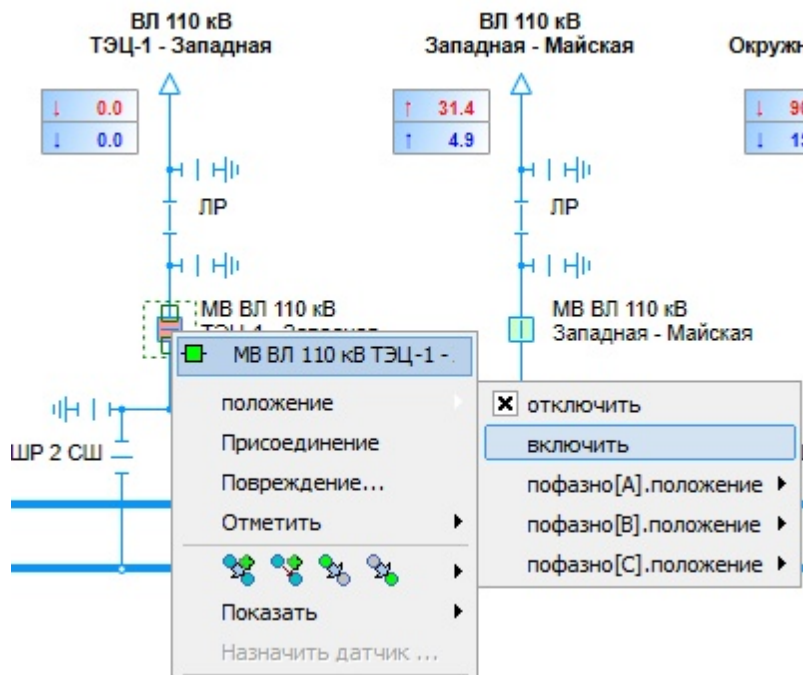 ВЛ 110 кВ
ТЭЦ-1 - Западная
ВЛ 110 кВ
Западная - Майская
0.0
0.0
31.4
4.9
ЛР
ЛР
МВ ВЛ 110 кВ
МВ ВЛ 110 кВ
Западная - Майская
МВ ВЛ 110 кВ ТЭЦ-1 -
положение
Присоединение
Повреждение...
Отметить
Показать
Назначить датчик ...
отключить
включить
пофазно[А].положение
пофазно[В].положение
пофазно[С].положение
ШР 2 СШ